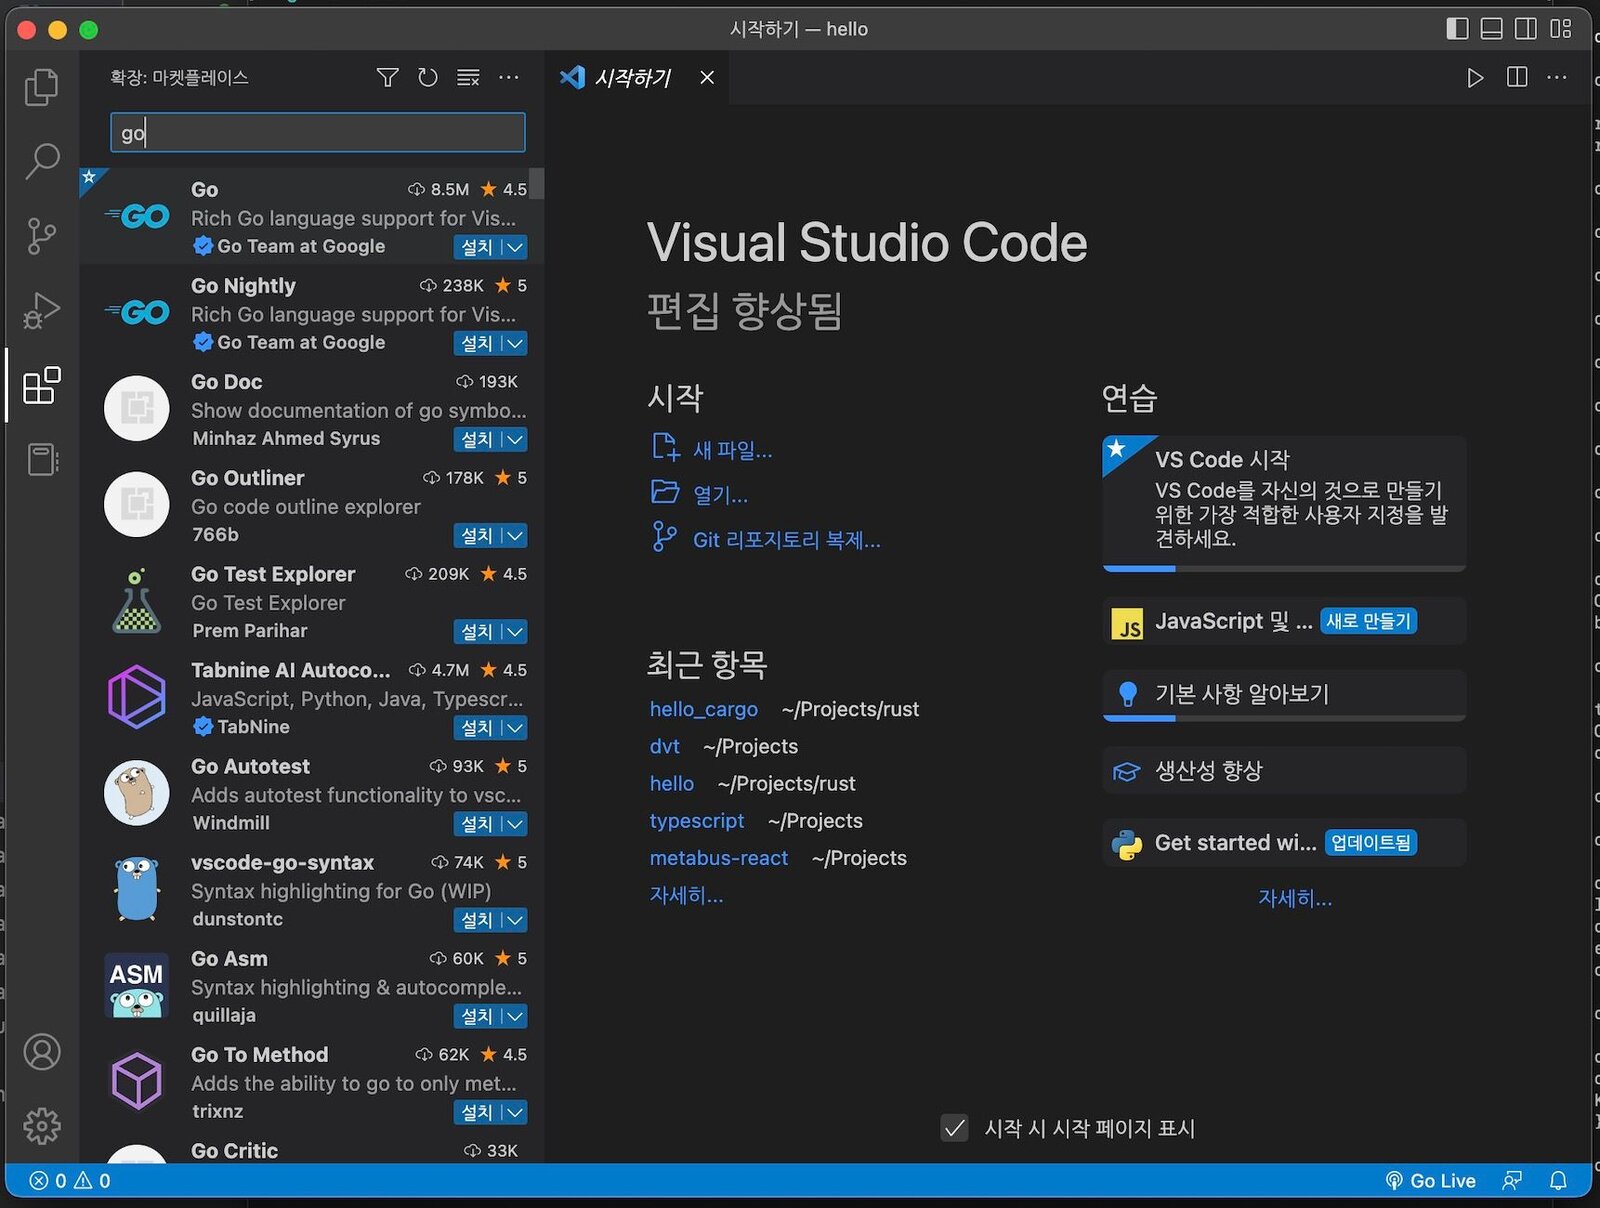 시작하기 — hello
확장: 마켓플레이스
go
Go 8.5M 4.5
Rich Go language support for Vis...
Go Team at Google 설치
Go Nightly 238K 5
Rich Go language support for Vis...
Go Team at Google 설치
Go Doc 193K
Show documentation of go symbo...
Minhaz Ahmed Syrus 설치
Go Outliner 178K 5
Go code outline explorer
766b 설치
Go Test Explorer 209K 4.5
Go Test Explorer
Prem Parihar 설치
Tabnine AI Autoco... 4.7M 4.5
JavaScript, Python, Java, Typescr...
TabNine 설치
Go Autotest 93K 5
Adds autotest functionality to vsc...
Windmill 설치
vscode-go-syntax 74K 5
Syntax highlighting for Go (WIP)
dunstontc 설치
ASM
Go Asm 60K 5
Syntax highlighting & autocomple...
quillaja 설치
Go To Method 62K 4.5
Adds the ability to go to only met...
trixnz 설치
Go Critic 33K
시작하기
Visual Studio Code
편집 향상됨
시작
새 파일...
열기...
Git 리포지토리 복제...
최근 항목
hello_cargo ~/Projects/rust
dvt ~/Projects
hello ~/Projects/rust
typescript ~/Projects
metabus-react ~/Projects
자세히...
연습
VS Code 시작
VS Code를 자신의 것으로 만들기
위한 가장 적합한 사용자 지정을 발
견하세요.
JS JavaScript 및 ... 새로 만들기
기본 사항 알아보기
생산성 향상
Get started wi... 업데이트됨
자세히...
시작 시 시작 페이지 표시
0 0
Go Live